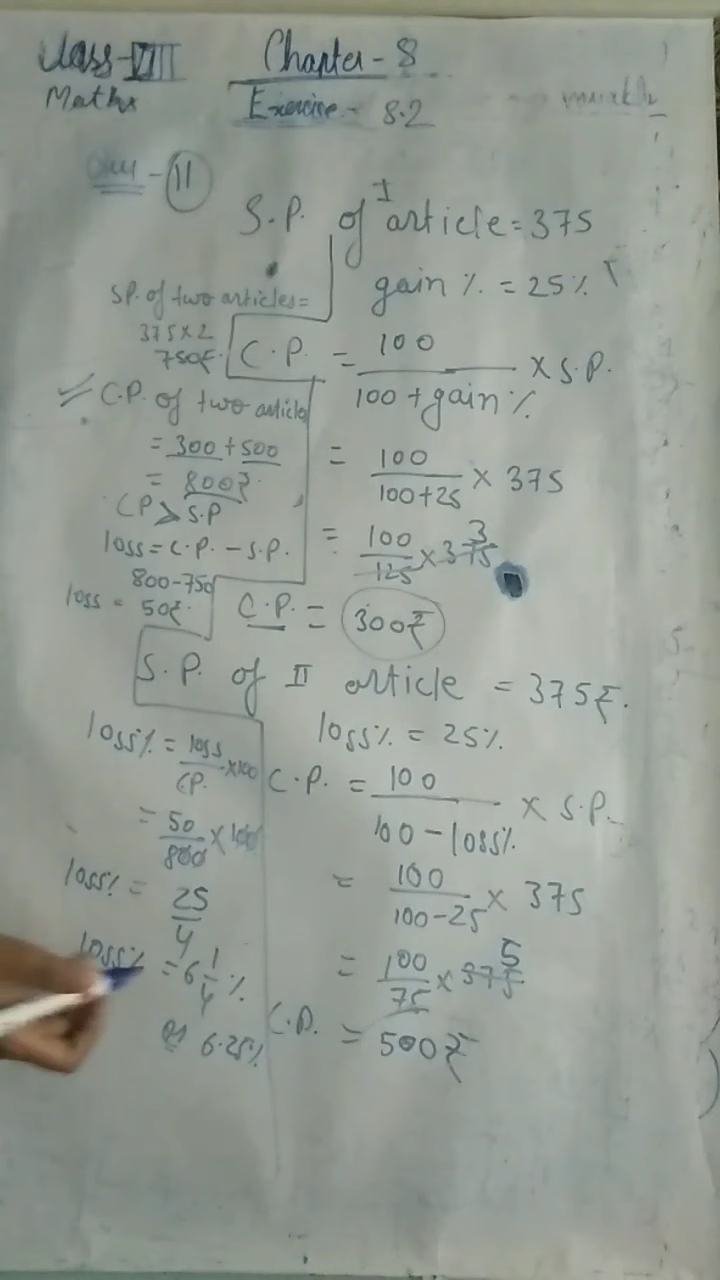 Class-VIII Chapter-8
Maths Exercise- 8.2
(11)
S.P. of I article = 375
gain % = 25%
C.P. = 100/(100 + gain%) × S.P.
= 100/(100+25) × 375
= 100/125 × 375 3
C.P. = 300₹
S.P. of II article = 375₹.
loss% = 25%
C.P. = 100/(100 - loss%) × S.P.
= 100/(100-25) × 375
= 100/75 × 375 5
C.P. = 500₹
SP. of two articles =
375×2
750₹.
C.P. of two article
= 300 + 500
= 800₹.
CP > S.P
loss = C.P. - S.P.
800-750
loss = 50₹.
loss% = loss/CP. × 100
= 50/800 × 100
loss% = 25/4
loss% = 6 1/4 %
or 6.25%